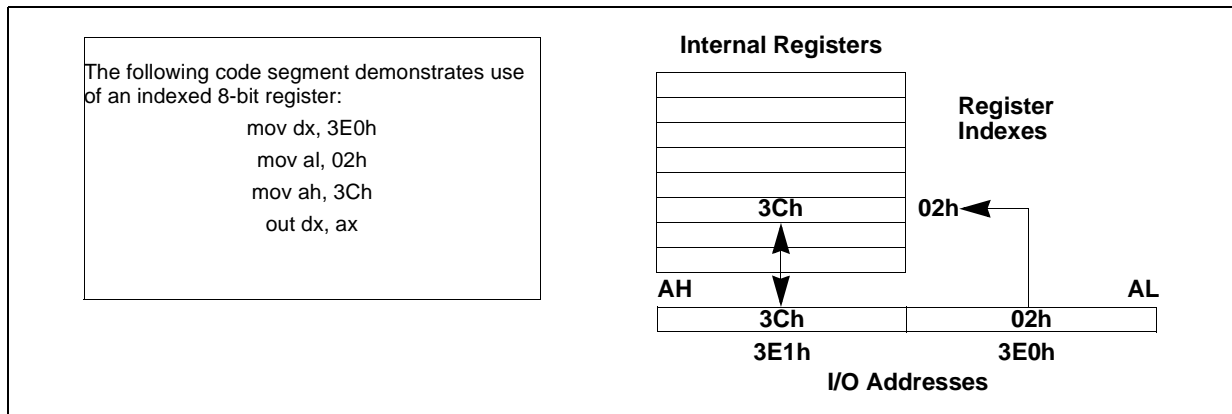 The following code segment demonstrates use
of an indexed 8-bit register:
mov dx, 3E0h
mov al, 02h
mov ah, 3Ch
out dx, ax
Internal Registers
Register
Indexes
3Ch
02h
AH
AL
3Ch
02h
3E1h
3E0h
I/O Addresses